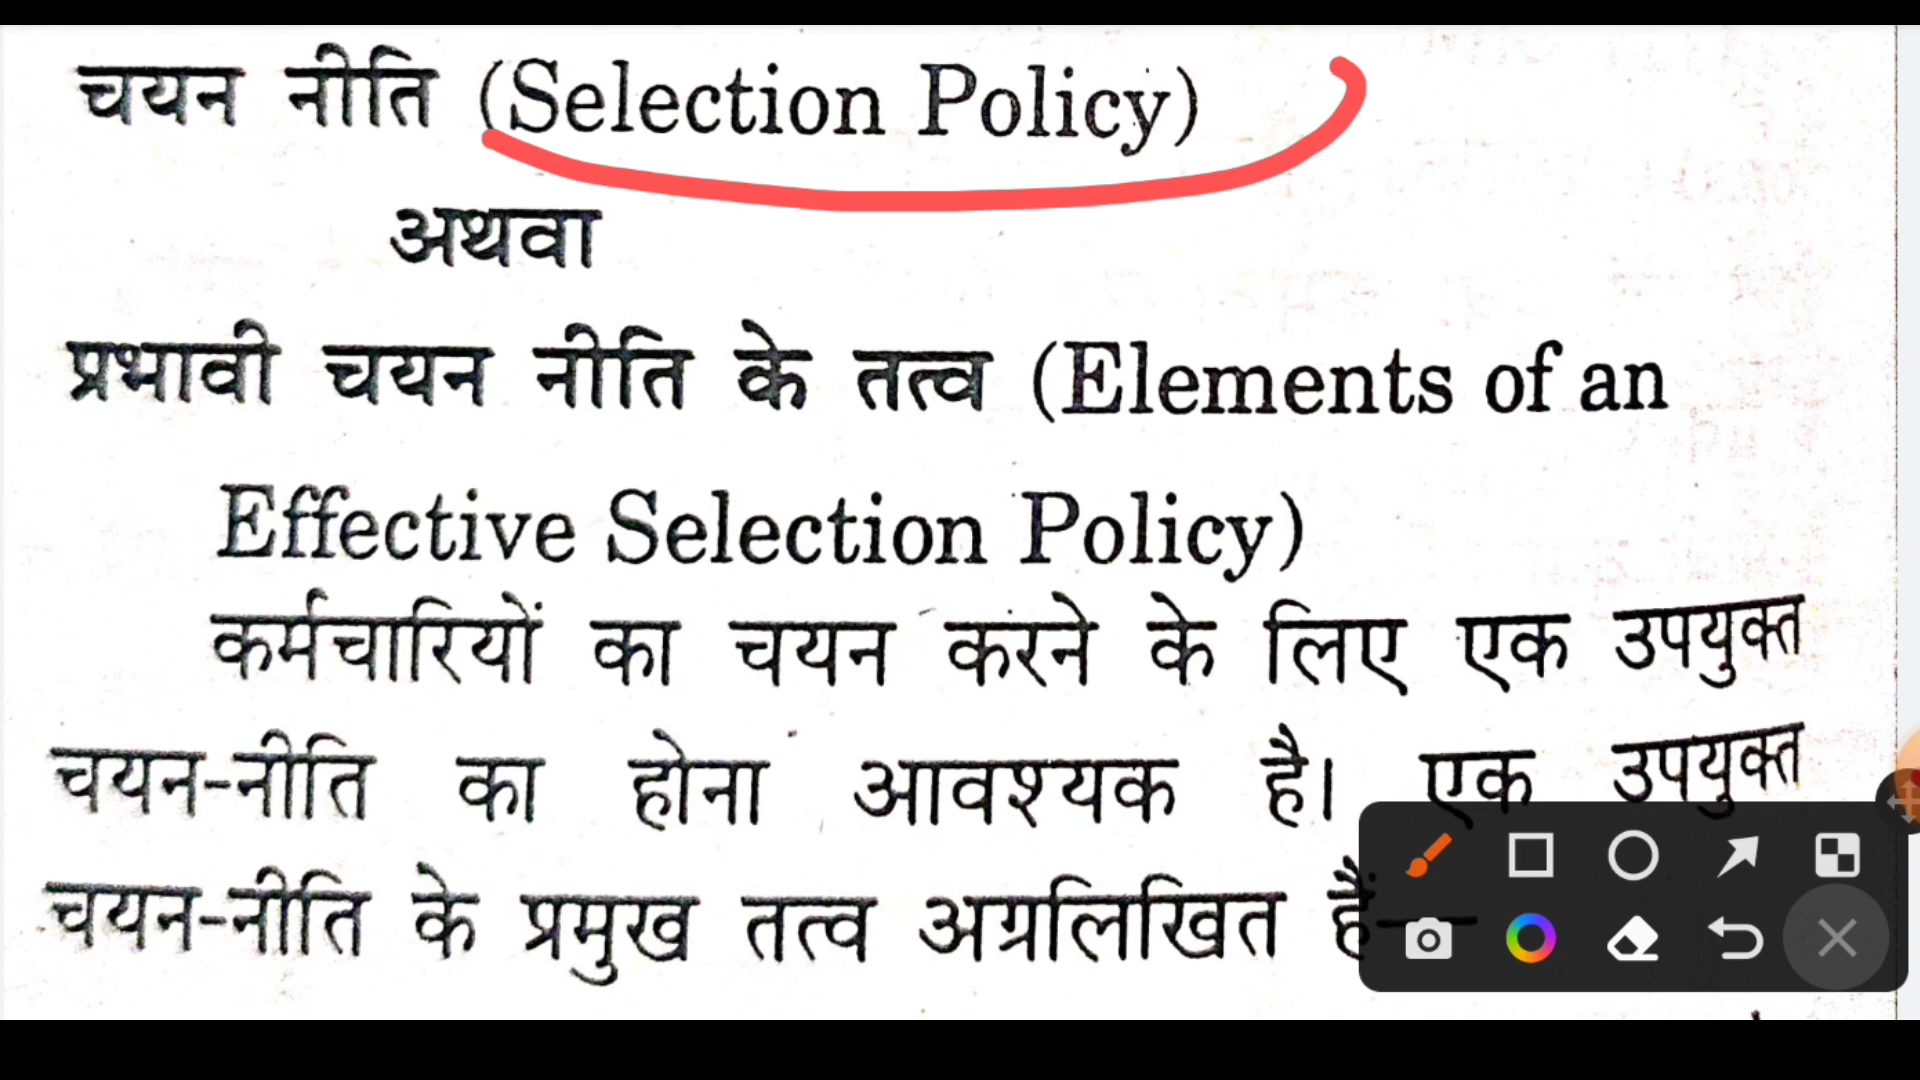 चयन नीति (Selection Policy)
अथवा
प्रभावी चयन नीति के तत्व (Elements of an
Effective Selection Policy)
कर्मचारियों का चयन करने के लिए एक उपयुक्त
चयन-नीति का होना आवश्यक है। एक उपयुक्त
चयन-नीति के प्रमुख तत्व अग्रलिखित हैं—